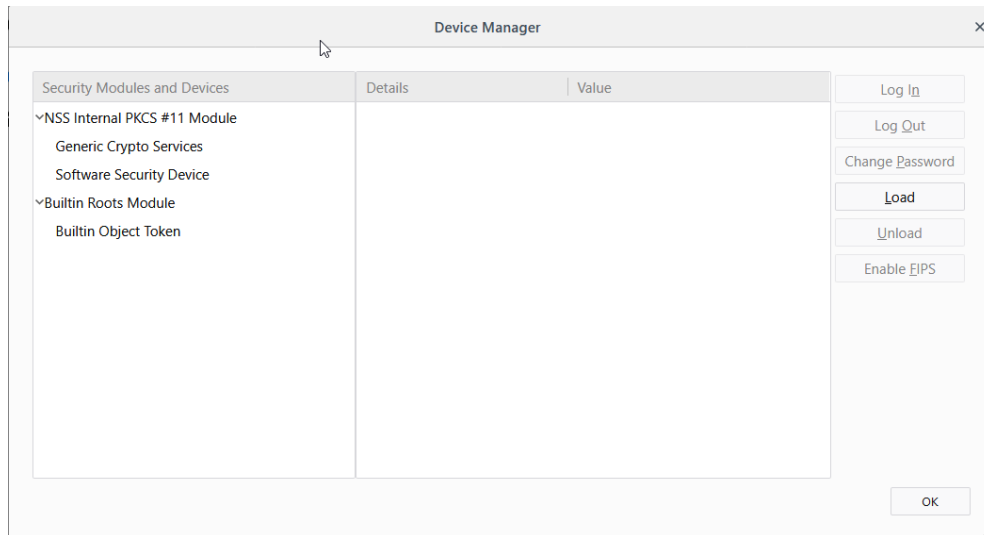 Device Manager
Security Modules and Devices
Details
Value
NSS Internal PKCS #11 Module
Generic Crypto Services
Software Security Device
Builtin Roots Module
Builtin Object Token
Log In
Log Out
Change Password
Load
Unload
Enable FIPS
OK